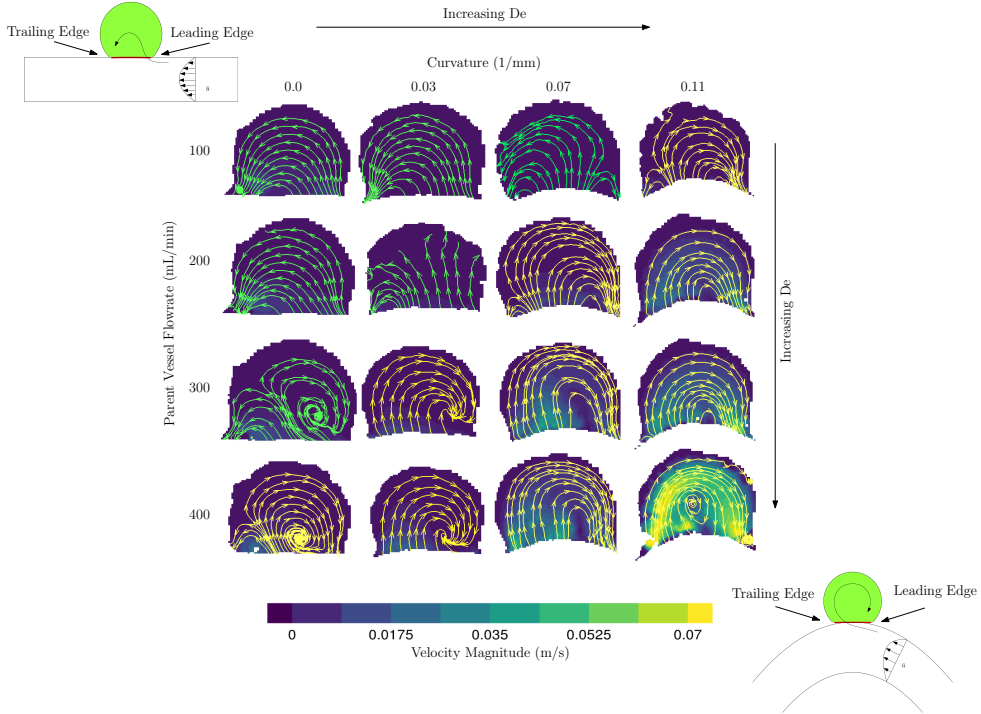 Increasing De
Trailing Edge
Leading Edge
Curvature (1/mm)
0.0
0.03
0.07
0.11
100
200
300
400
Parent Vessel Flowrate (mL/min)
Increasing De
Trailing Edge
Leading Edge
0
0.0175
0.035
0.0525
0.07
Velocity Magnitude (m/s)